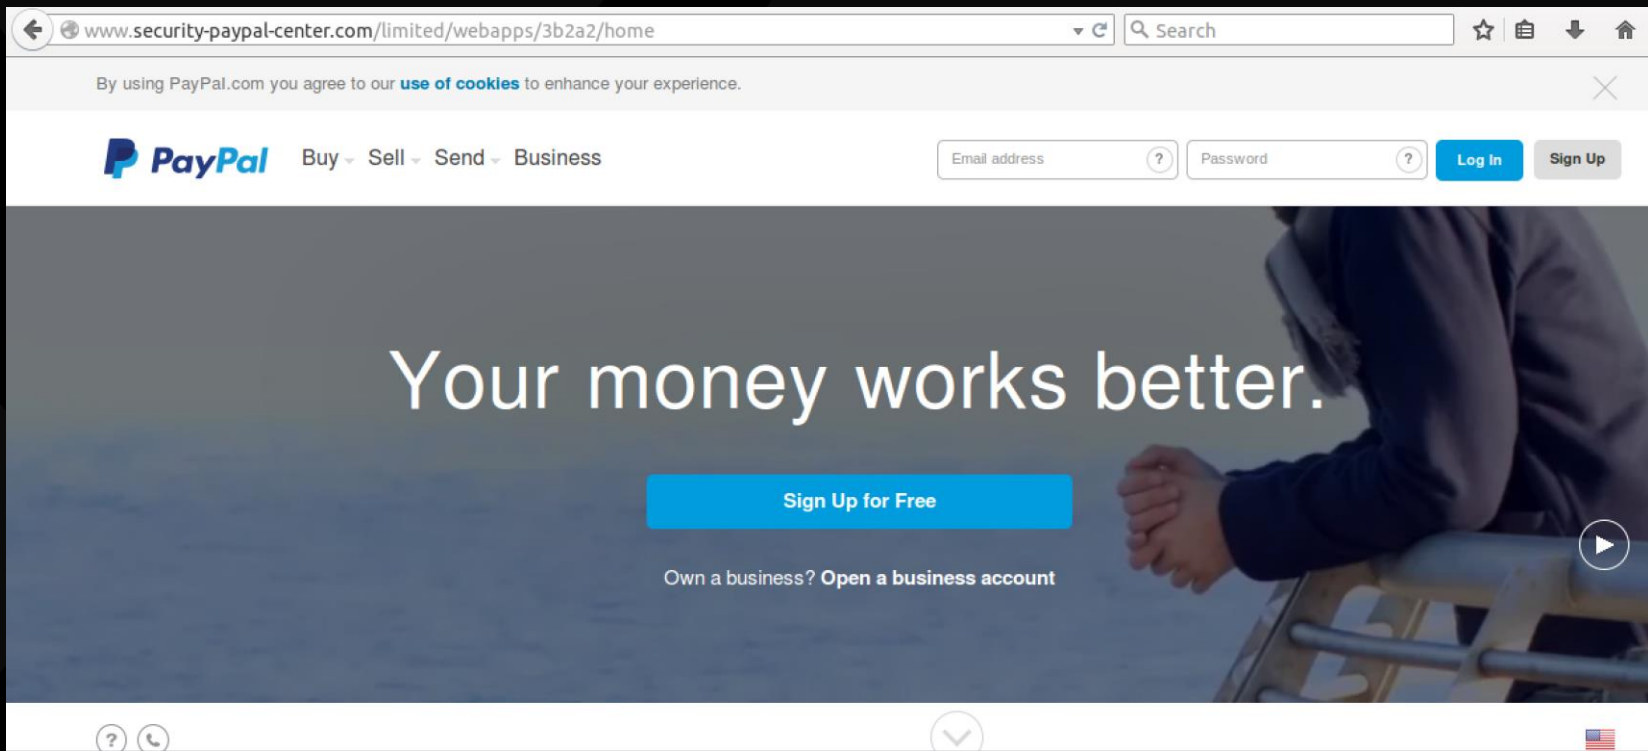 www.security-paypal-center.com/limited/webapps/3b2a2/home
Search
By using PayPal.com you agree to our use of cookies to enhance your experience.
PayPal Buy Sell Send Business Email address ? Password ? Log In Sign Up
Your money works better.
Sign Up for Free
Own a business? Open a business account
?